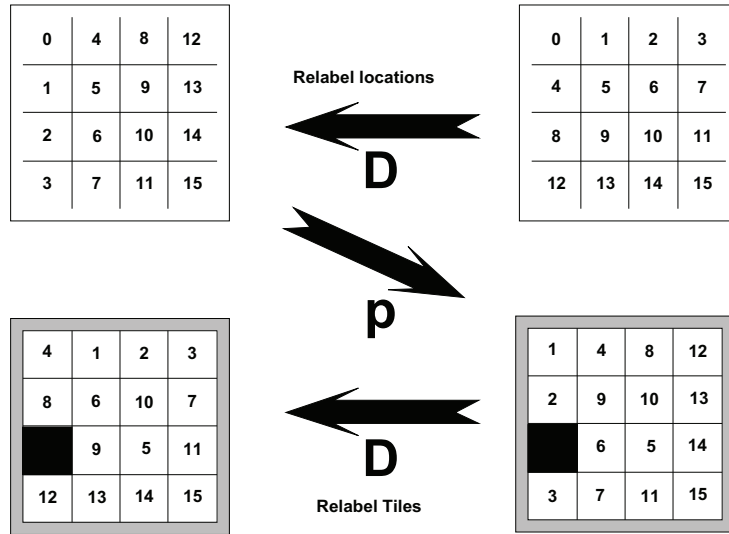 0 4 8 12
1 5 9 13
2 6 10 14
3 7 11 15
Relabel locations
D
0 1 2 3
4 5 6 7
8 9 10 11
12 13 14 15
p
4 1 2 3
8 6 10 7
9 5 11
12 13 14 15
D
Relabel Tiles
1 4 8 12
2 9 10 13
6 5 14
3 7 11 15